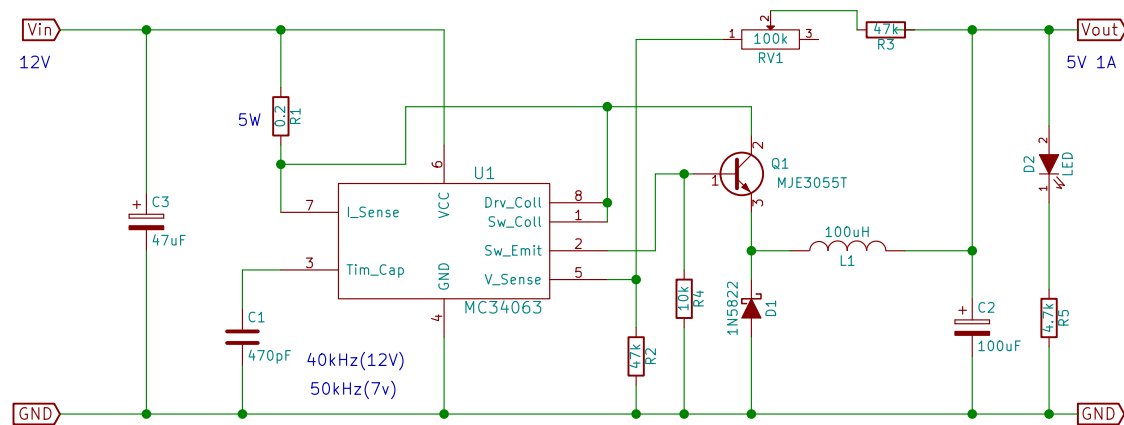 Vin
12V
C3
47uF
5W
0.2
R1
U1
6
VCC
7
I_Sense
3
Tim_Cap
GND
4
Drv_Coll
8
Sw_Coll
1
Sw_Emit
2
V_Sense
5
MC34063
C1
470pF
40kHz(12V)
50kHz(7v)
47k
R2
10k
R4
1
2
3
100k
RV1
47k
R3
Q1
MJE3055T
1
2
3
1N5822
D1
100uH
L1
C2
100uF
Vout
5V 1A
D2
LED
2
1
4.7k
R5
GND
GND
+
+